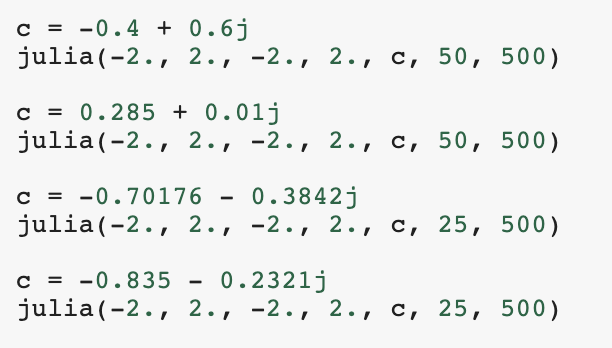 c = -0.4 + 0.6j
julia(-2., 2., -2., 2., c, 50, 500)
c = 0.285 + 0.01j
julia(-2., 2., -2., 2., c, 50, 500)
c = -0.70176 - 0.3842j
julia(-2., 2., -2., 2., c, 25, 500)
c = -0.835 - 0.2321j
julia(-2., 2., -2., 2., c, 25, 500)